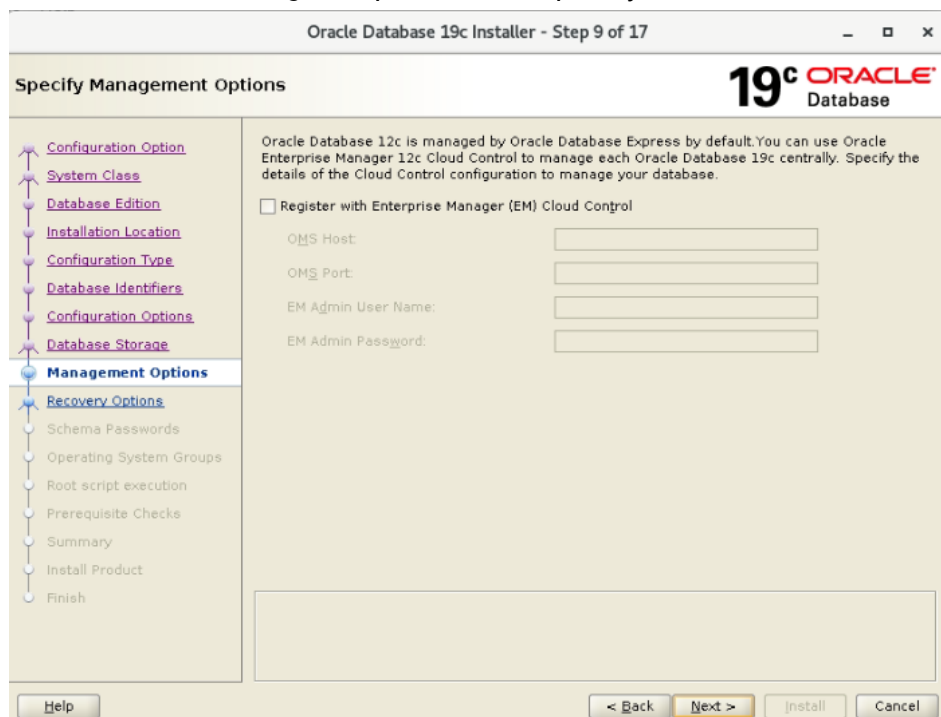 Oracle Database 19c Installer - Step 9 of 17
Specify Management Options
19c ORACLE
Database
Configuration Option
System Class
Database Edition
Installation Location
Configuration Type
Database Identifiers
Configuration Options
Database Storage
Management Options
Recovery Options
Schema Passwords
Operating System Groups
Root script execution
Prerequisite Checks
Summary
Install Product
Finish
Oracle Database 12c is managed by Oracle Database Express by default.You can use Oracle
Enterprise Manager 12c Cloud Control to manage each Oracle Database 19c centrally. Specify the
details of the Cloud Control configuration to manage your database.
Register with Enterprise Manager (EM) Cloud Control
OMS Host:
OMS Port:
EM Admin User Name:
EM Admin Password:
Help
< Back
Next >
Install
Cancel